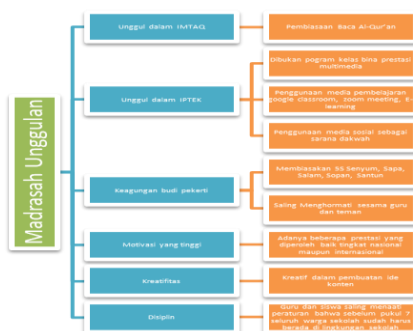 Madrasah Unggulan
Unggul dalam IMTAQ
Pembiasaan Baca Al-Qur'an
Unggul dalam IPTEK
Dibukan pogram kelas bina prestasi
multimedia
Penggunaan media pembelajaran
google classroom, zoom meeting, E-
learning
Penggunaan media sosial sebagai
sarana dakwah
Keagungan budi pekerti
Membiasakan 5S Senyum, Sapa,
Salam, Sopan, Santun
Saling Menghormati sesama guru
dan teman
Motivasi yang tinggi
Adanya beberapa prestasi yang
diperoleh baik tingkat nasional
maupun internasional
Kreatifitas
Kreatif dalam pembuatan ide
konten
Disiplin
Guru dan siswa saling menaati
peraturan bahwa sebelum pukul 7
seluruh warga sekolah sudah harus
berada di lingkungan sekolah